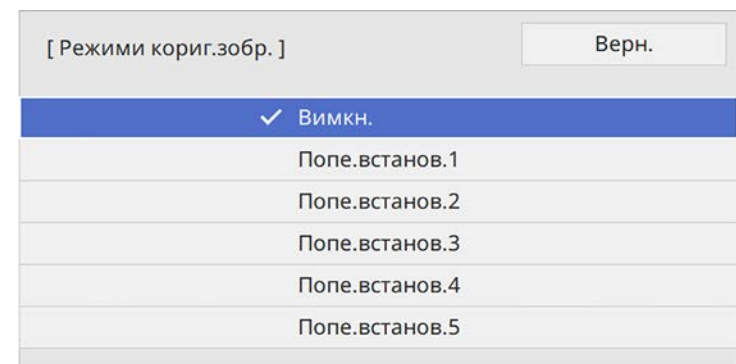 [ Режими кориг.зобр. ]
Верн.
Вимкн.
Попе.встанов.1
Попе.встанов.2
Попе.встанов.3
Попе.встанов.4
Попе.встанов.5